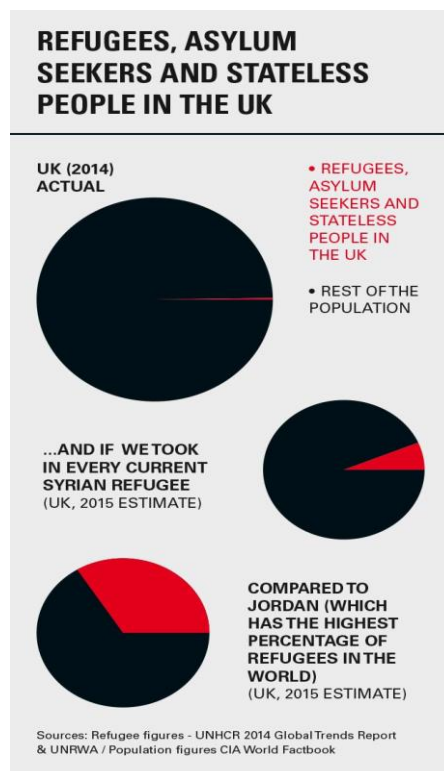 REFUGEES, ASYLUM
SEEKERS AND STATELESS
PEOPLE IN THE UK
UK (2014)
ACTUAL
• REFUGEES,
ASYLUM
SEEKERS AND
STATELESS
PEOPLE IN
THE UK
• REST OF THE
POPULATION
...AND IF WE TOOK
IN EVERY CURRENT
SYRIAN REFUGEE
(UK, 2015 ESTIMATE)
COMPARED TO
JORDAN (WHICH
HAS THE HIGHEST
PERCENTAGE OF
REFUGEES IN THE
WORLD)
(UK, 2015 ESTIMATE)
Sources: Refugee figures - UNHCR 2014 Global Trends Report
& UNRWA / Population figures CIA World Factbook